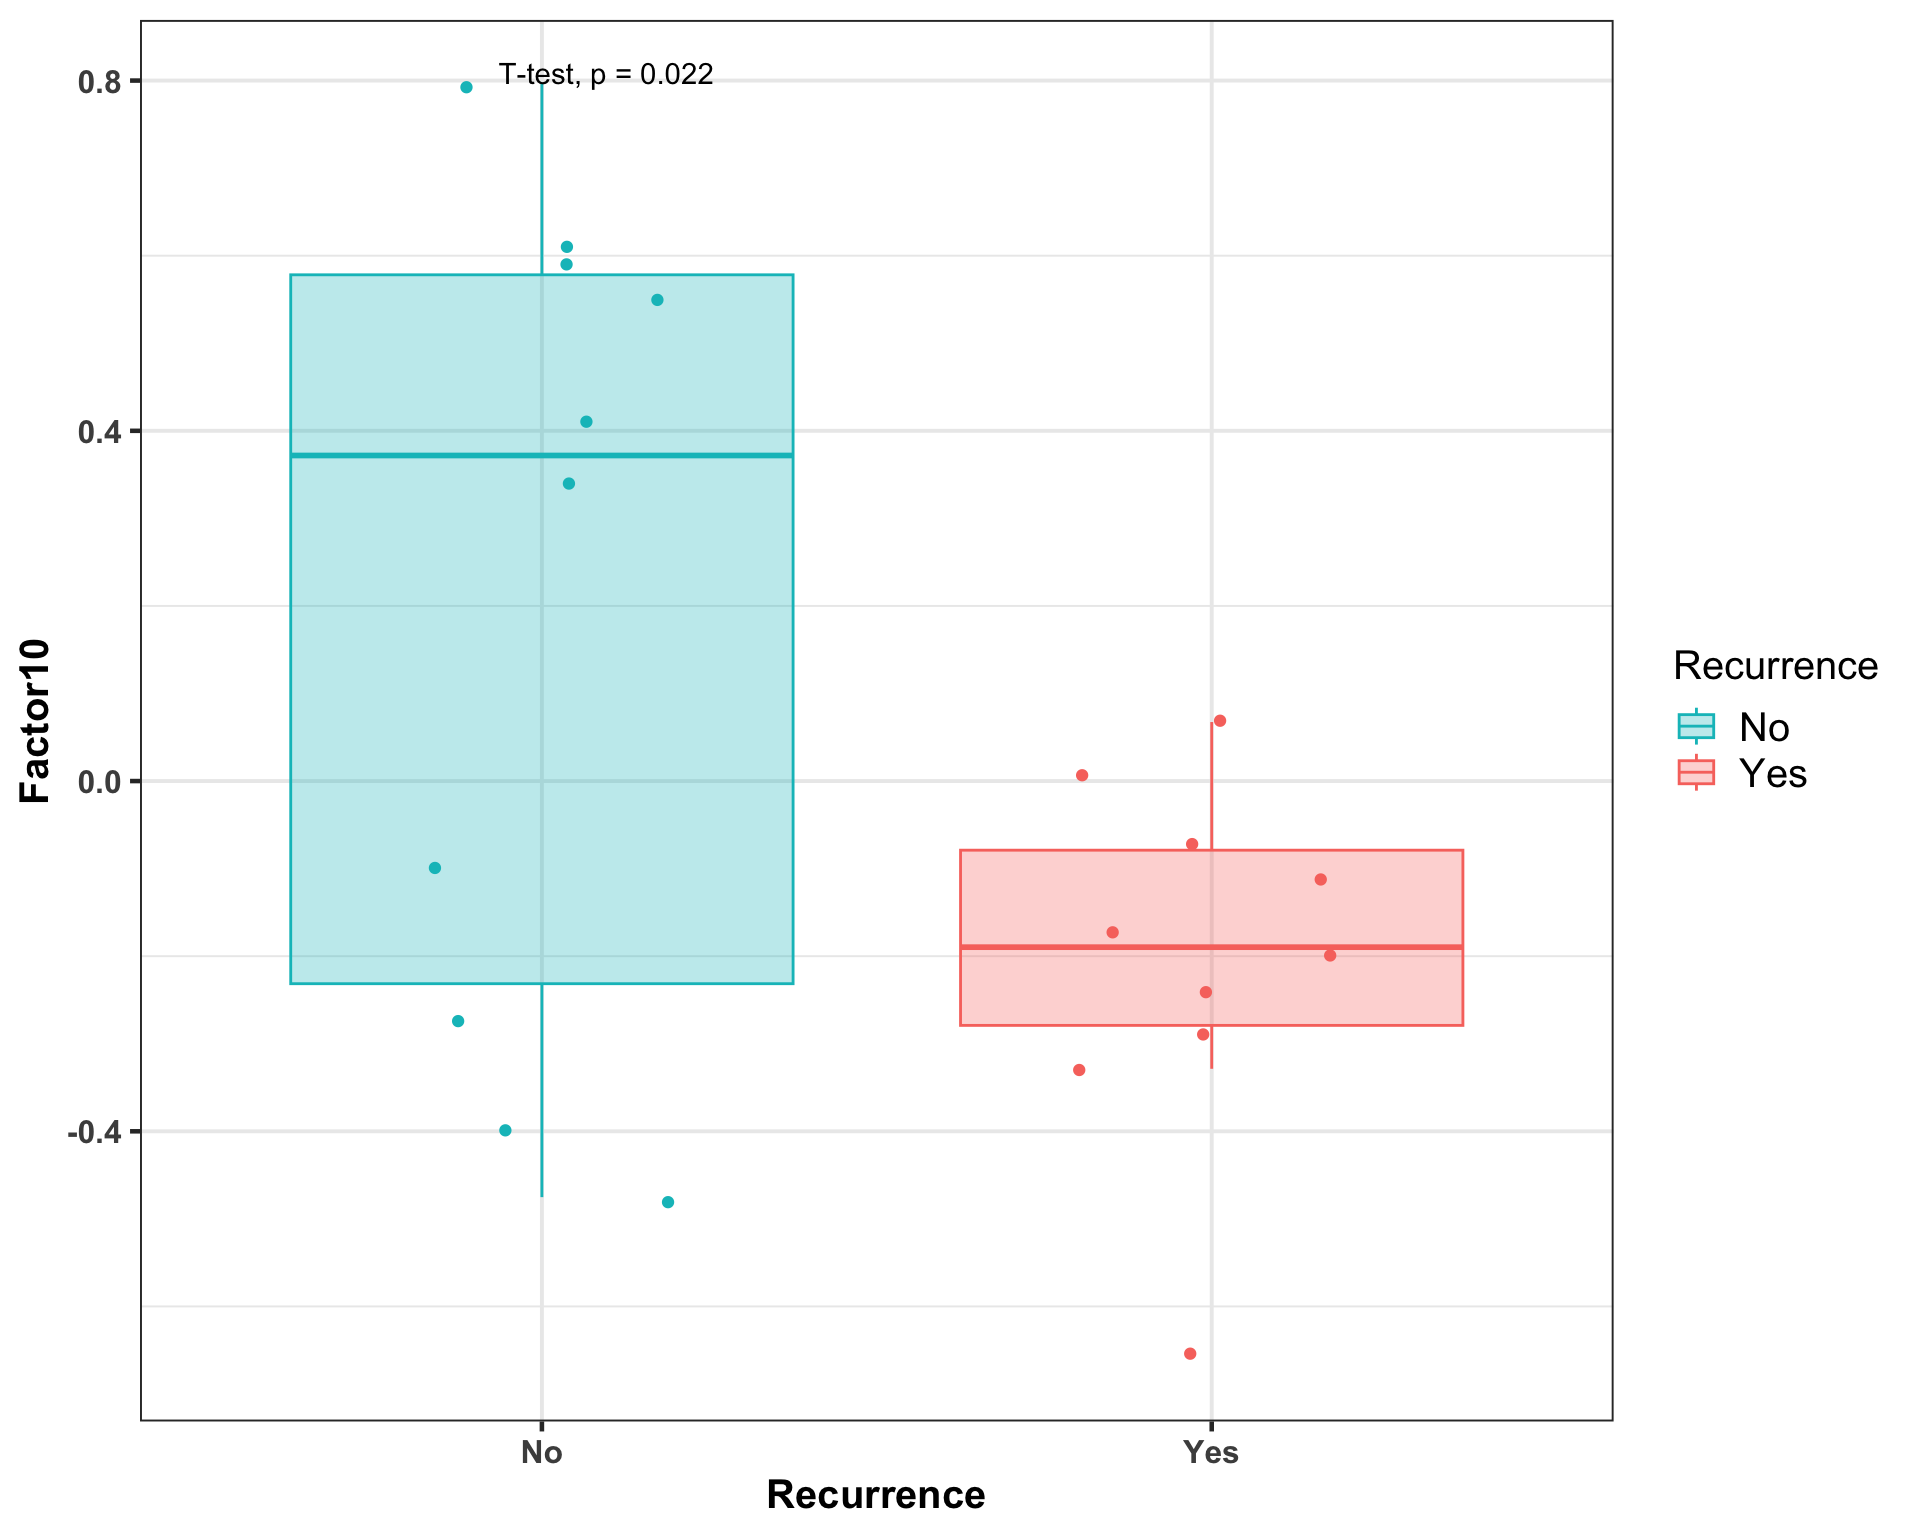 T-test, p = 0.022
0.8
0.4
0.0
-0.4
Factor10
No
Yes
Recurrence
Recurrence
No
Yes